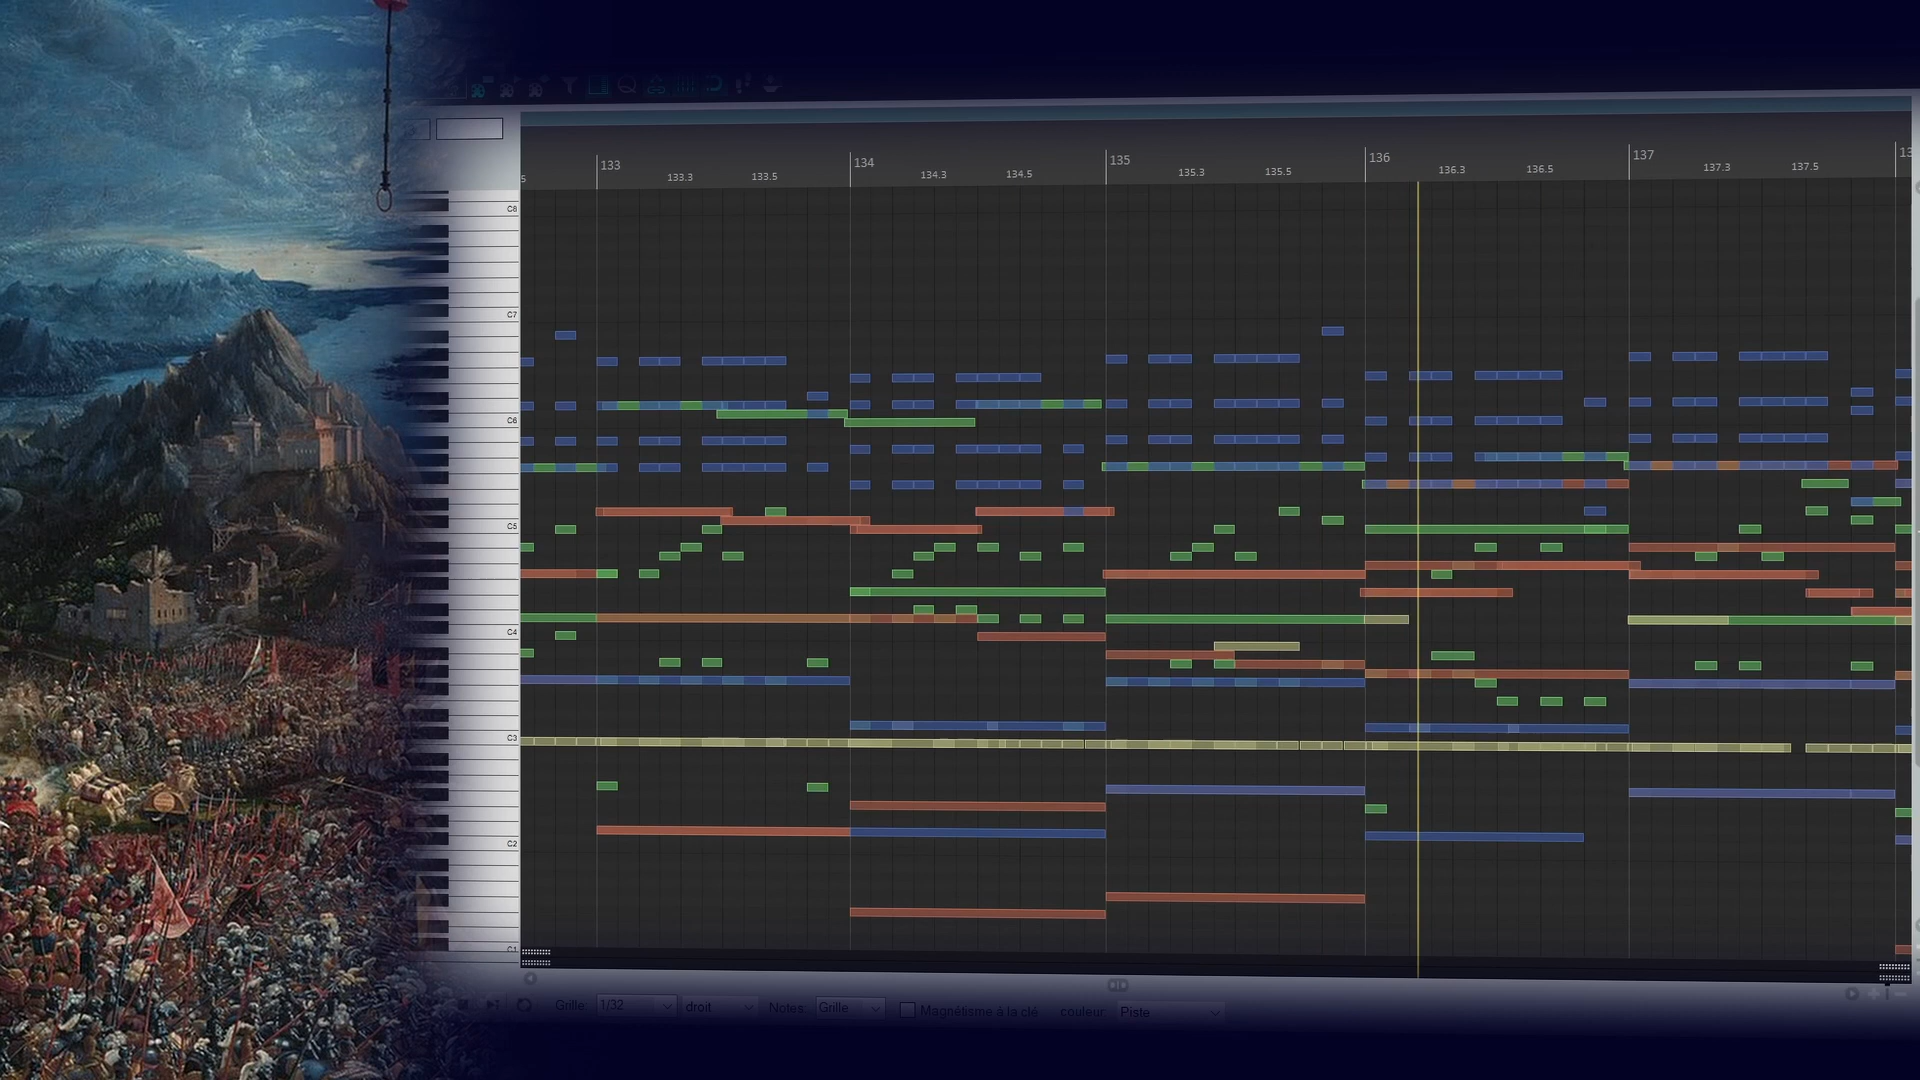 133
134
135
136
137
13
5
133.3
133.5
134.3
134.5
135.3
135.5
136.3
136.5
137.3
137.5
C8
C7
C6
C5
C4
C3
C2
C1
Grille: 1/32 droit Notes: Grille Magnétisme à la clé couleur: Piste